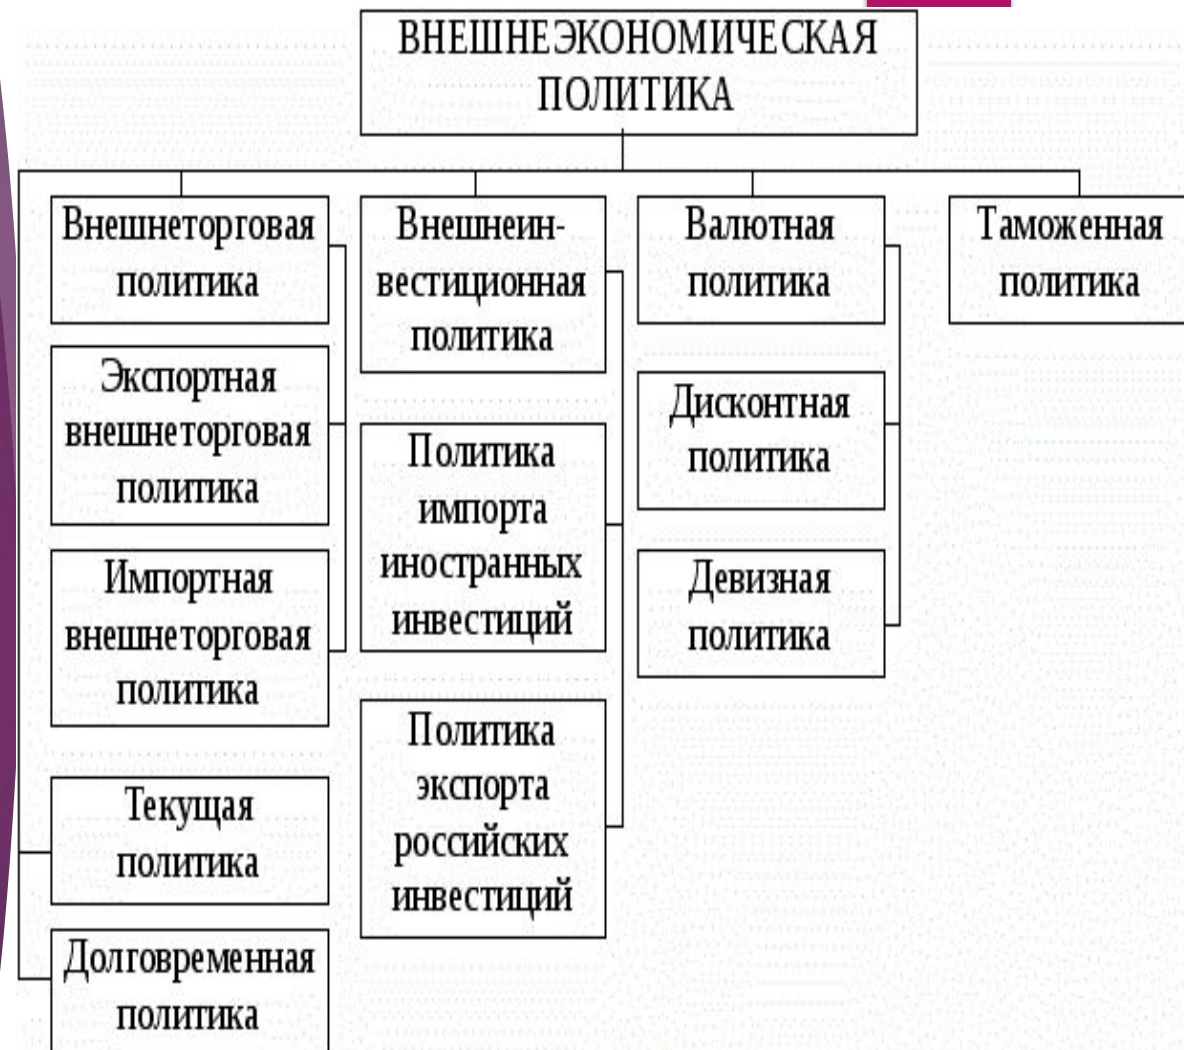 ВНЕШНЕЭКОНОМИЧЕСКАЯ
ПОЛИТИКА
Внешнеторговая
политика
Экспортная
внешнеторговая
политика
Импортная
внешнеторговая
политика
Текущая
политика
Долговременная
политика
Внешнеин-
вестиционная
политика
Политика
импорта
иностранных
инвестиций
Политика
экспорта
российских
инвестиций
Валютная
политика
Дисконтная
политика
Девизная
политика
Таможенная
политика